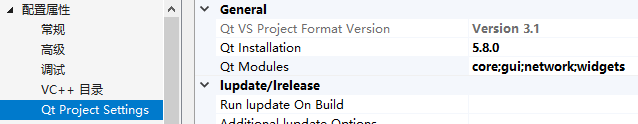 配置属性
常规
高级
调试
VC++ 目录
Qt Project Settings
General
Qt VS Project Format Version Version 3.1
Qt Installation 5.8.0
Qt Modules core;gui;network;widgets
lupdate/lrelease
Run lupdate On Build
Additional lupdate Options